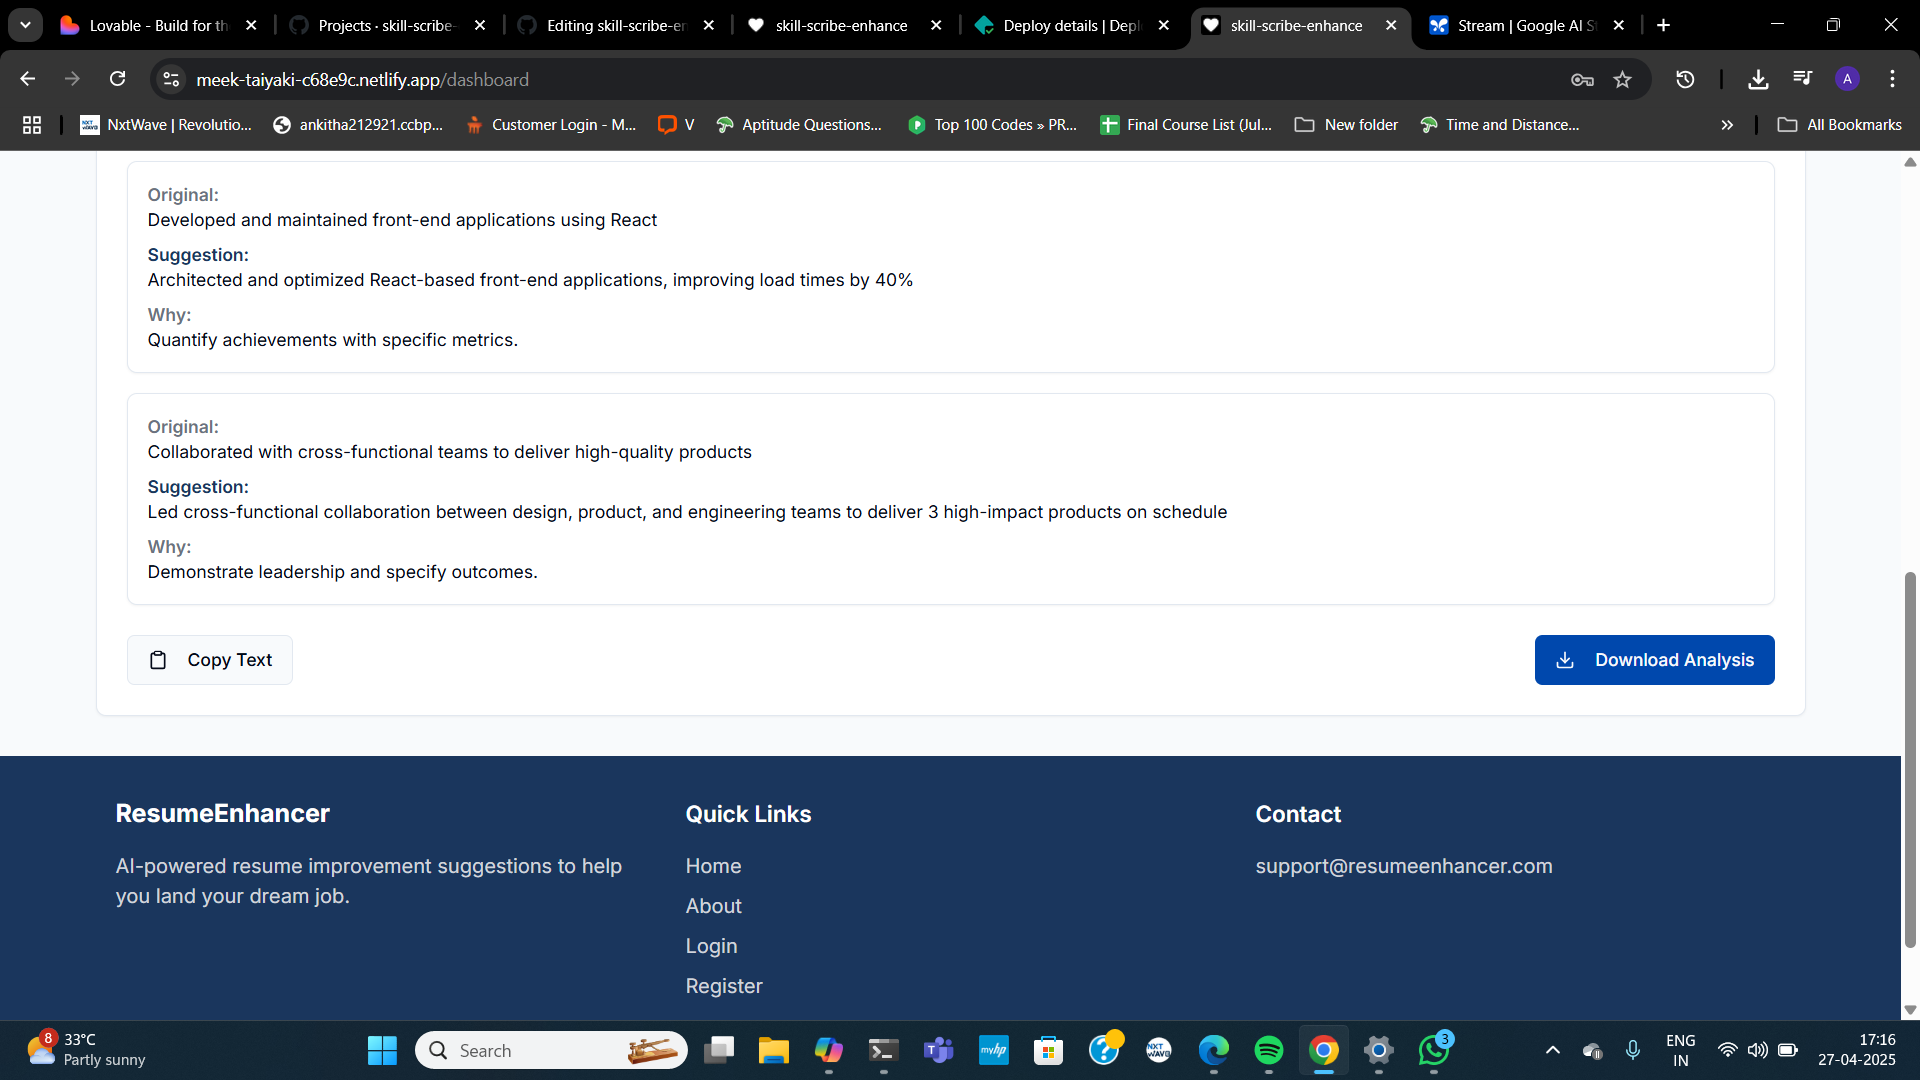 Lovable - Build for th
Projects · skill-scribe-
Editing skill-scribe-en
skill-scribe-enhance
Deploy details | Depl
skill-scribe-enhance
Stream | Google AI S
meek-taiyaki-c68e9c.netlify.app/dashboard
A
NxtWave | Revolutio...
ankitha212921.ccbp...
Customer Login - M...
V
Aptitude Questions...
Top 100 Codes » PR...
Final Course List (Jul...
New folder
Time and Distance...
All Bookmarks
Original:
Developed and maintained front-end applications using React
Suggestion:
Architected and optimized React-based front-end applications, improving load times by 40%
Why:
Quantify achievements with specific metrics.
Original:
Collaborated with cross-functional teams to deliver high-quality products
Suggestion:
Led cross-functional collaboration between design, product, and engineering teams to deliver 3 high-impact products on schedule
Why:
Demonstrate leadership and specify outcomes.
Copy Text
Download Analysis
ResumeEnhancer
AI-powered resume improvement suggestions to help
you land your dream job.
Quick Links
Home
About
Login
Register
Contact
support@resumeenhancer.com
8
33°C
Partly sunny
Search
myhp
NXT
WAVE
3
ENG
IN
17:16
27-04-2025